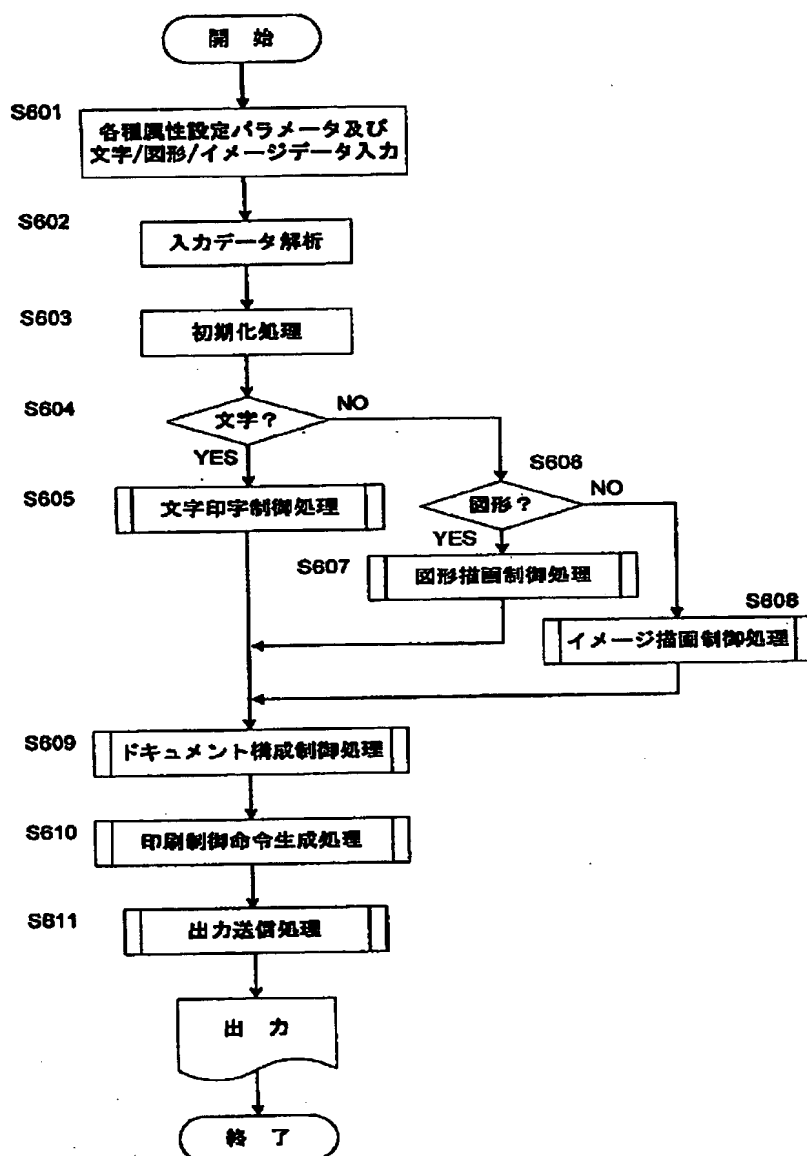 開 始
S601
各種属性設定パラメータ及び
文字/図形/イメージデータ入力
S602
入力データ解析
S603
初期化処理
S604
文字?
NO
YES
S606
図形?
NO
YES
S605
文字印字制御処理
S607
図形描画制御処理
S608
イメージ描画制御処理
S609
ドキュメント構成制御処理
S610
印刷制御命令生成処理
S611
出力送信処理
出 力
終 了